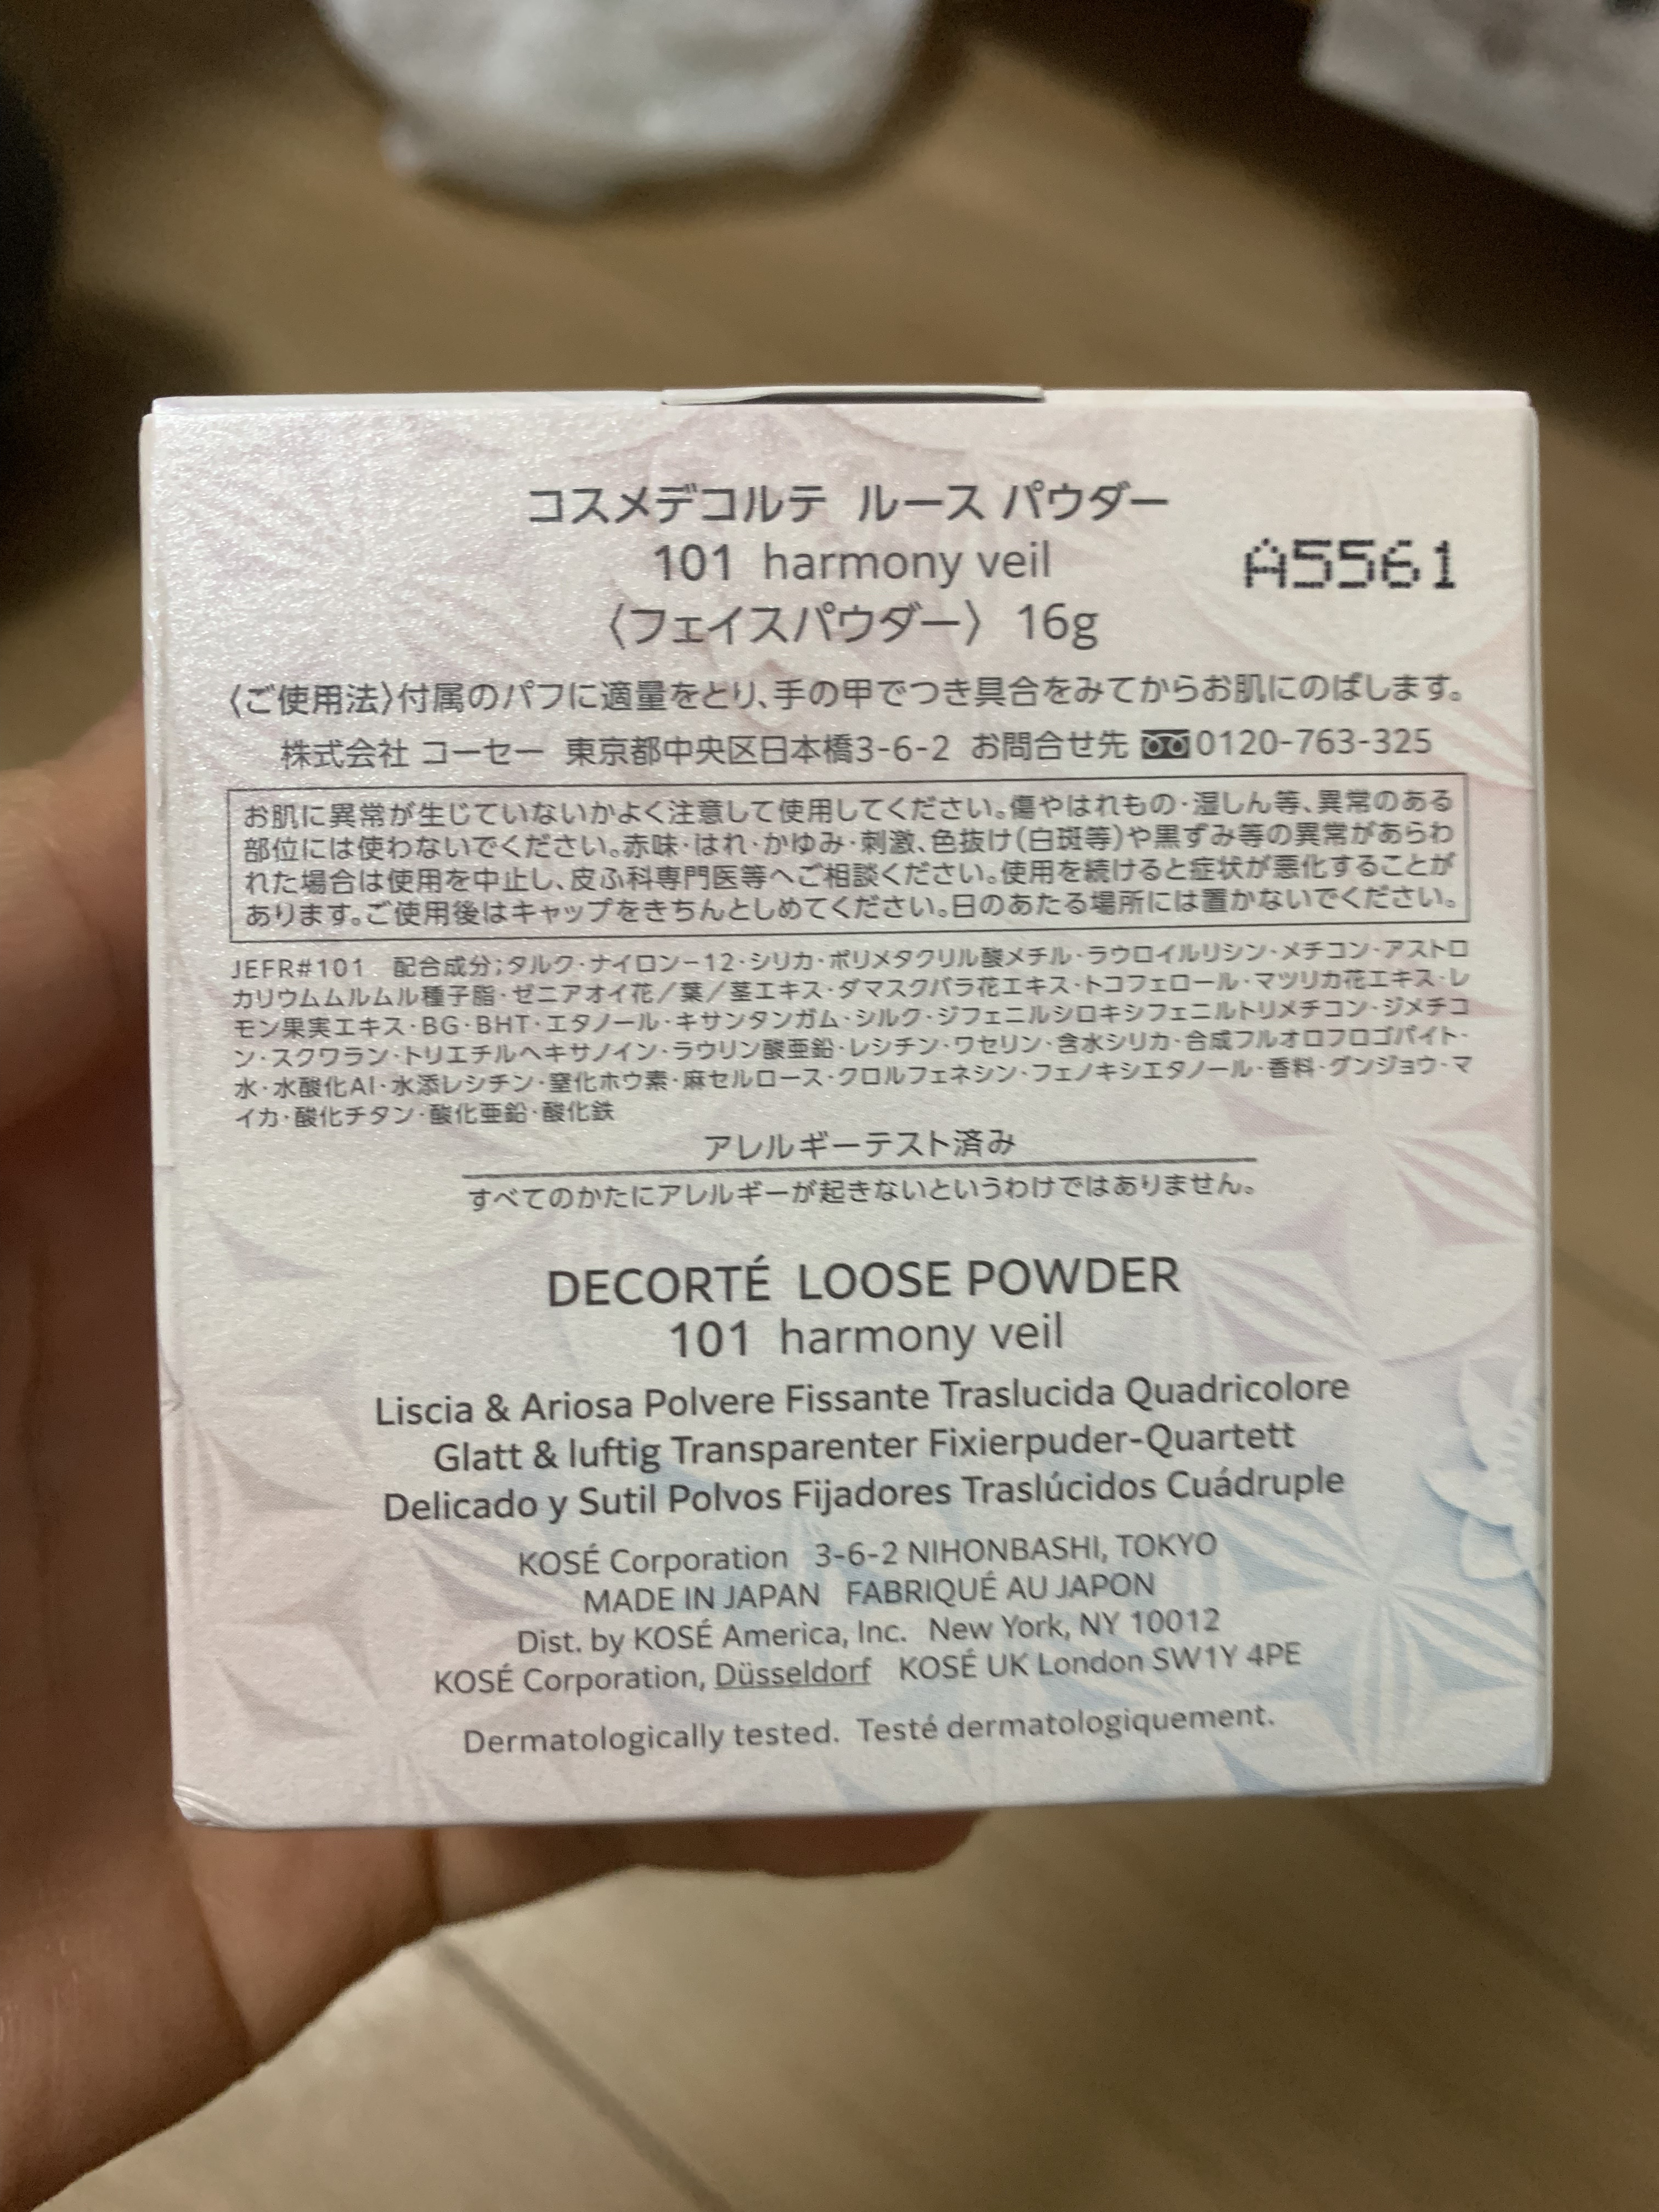 コスメデコルテ ルース パウダー
101 harmony veil
A5561
〈フェイスパウダー〉 16g
〈ご使用法〉付属のパフに適量をとり、手の甲でつき具合をみてからお肌にのばします。
株式会社 コーセー 東京都中央区日本橋3-6-2 お問合せ先 0120-763-325
お肌に異常が生じていないかよく注意して使用してください。傷やはれもの・湿しん等、異常のある
部位には使わないでください。赤味・はれ・かゆみ・刺激、色抜け(白斑等)や黒ずみ等の異常があらわ
れた場合は使用を中止し、皮ふ科専門医等へご相談ください。使用を続けると症状が悪化することが
あります。ご使用後はキャップをきちんとしめてください。日のあたる場所には置かないでください。
JEFR#101 配合成分;タルク・ナイロン-12・シリカ・ポリメタクリル酸メチル・ラウロイルリシン・メチコン・アストロ
カリウムムルムル種子脂・ゼニアオイ花/葉/茎エキス・ダマスクバラ花エキス・トコフェロール・マツリカ花エキス・レ
モン果実エキス・BG・BHT・エタノール・キサンタンガム・シルク・ジフェニルシロキシフェニルトリメチコン・ジメチコ
ン・スクワラン・トリエチルヘキサノイン・ラウリン酸亜鉛・レシチン・ワセリン・含水シリカ・合成フルオロフロゴパイト・
水・水酸化Al・水添レシチン・窒化ホウ素・麻セルロース・クロルフェネシン・フェノキシエタノール・香料・グンジョウ・マ
イカ・酸化チタン・酸化亜鉛・酸化鉄
アレルギーテスト済み
すべてのかたにアレルギーが起きないというわけではありません。
DECORTÉ LOOSE POWDER
101 harmony veil
Liscia & Ariosa Polvere Fissante Traslucida Quadricolore
Glatt & luftig Transparenter Fixierpuder-Quartett
Delicado y Sutil Polvos Fijadores Traslúcidos Cuádruple
KOSÉ Corporation 3-6-2 NIHONBASHI, TOKYO
MADE IN JAPAN FABRIQUÉ AU JAPON
Dist. by KOSÉ America, Inc. New York, NY 10012
KOSÉ Corporation, Düsseldorf KOSÉ UK London SW1Y 4PE
Dermatologically tested. Testé dermatologiquement.